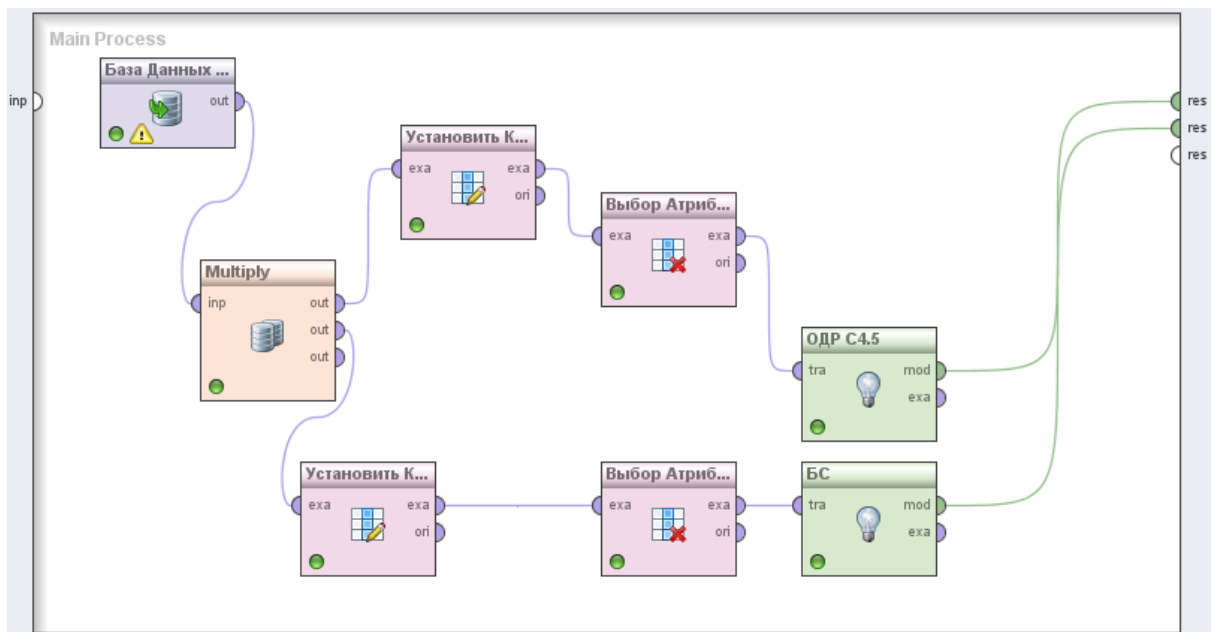 Main Process
База Данных ...
inp
out
res
res
res
Установить К...
exa
exa
ori
Выбор Атриб...
exa
exa
ori
Multiply
inp
out
out
out
ОДР C4.5
tra
mod
exa
Установить К...
exa
exa
ori
Выбор Атриб...
exa
exa
ori
БС
tra
mod
exa